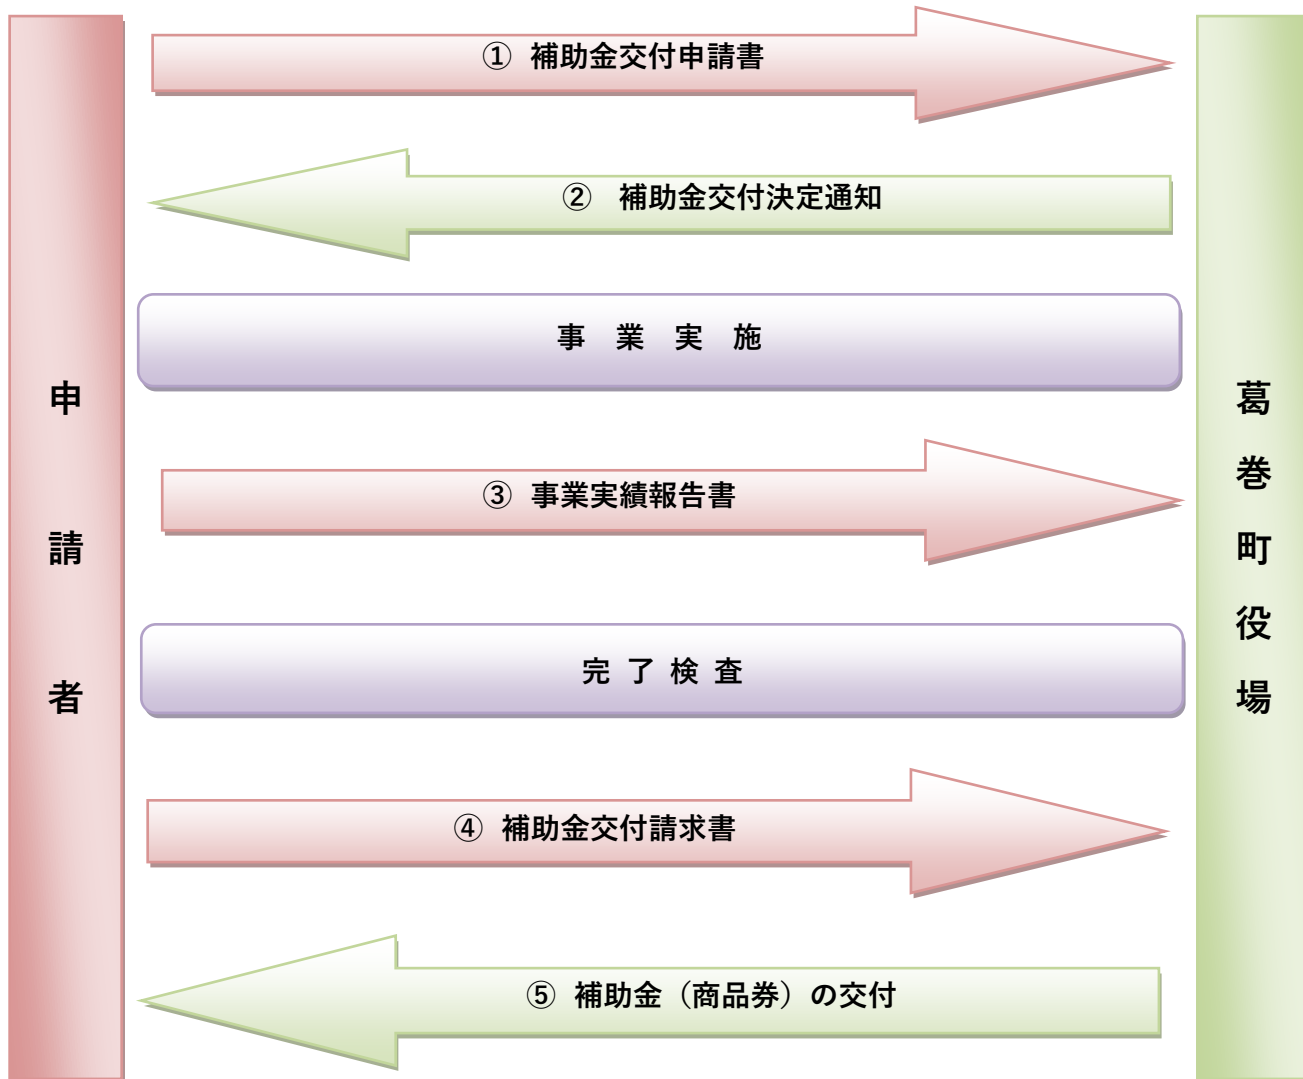 ① 補助金交付申請書
② 補助金交付決定通知
事 業 実 施
申請者
葛巻町役場
③ 事業実績報告書
完 了 検 査
④ 補助金交付請求書
⑤ 補助金（商品券）の交付